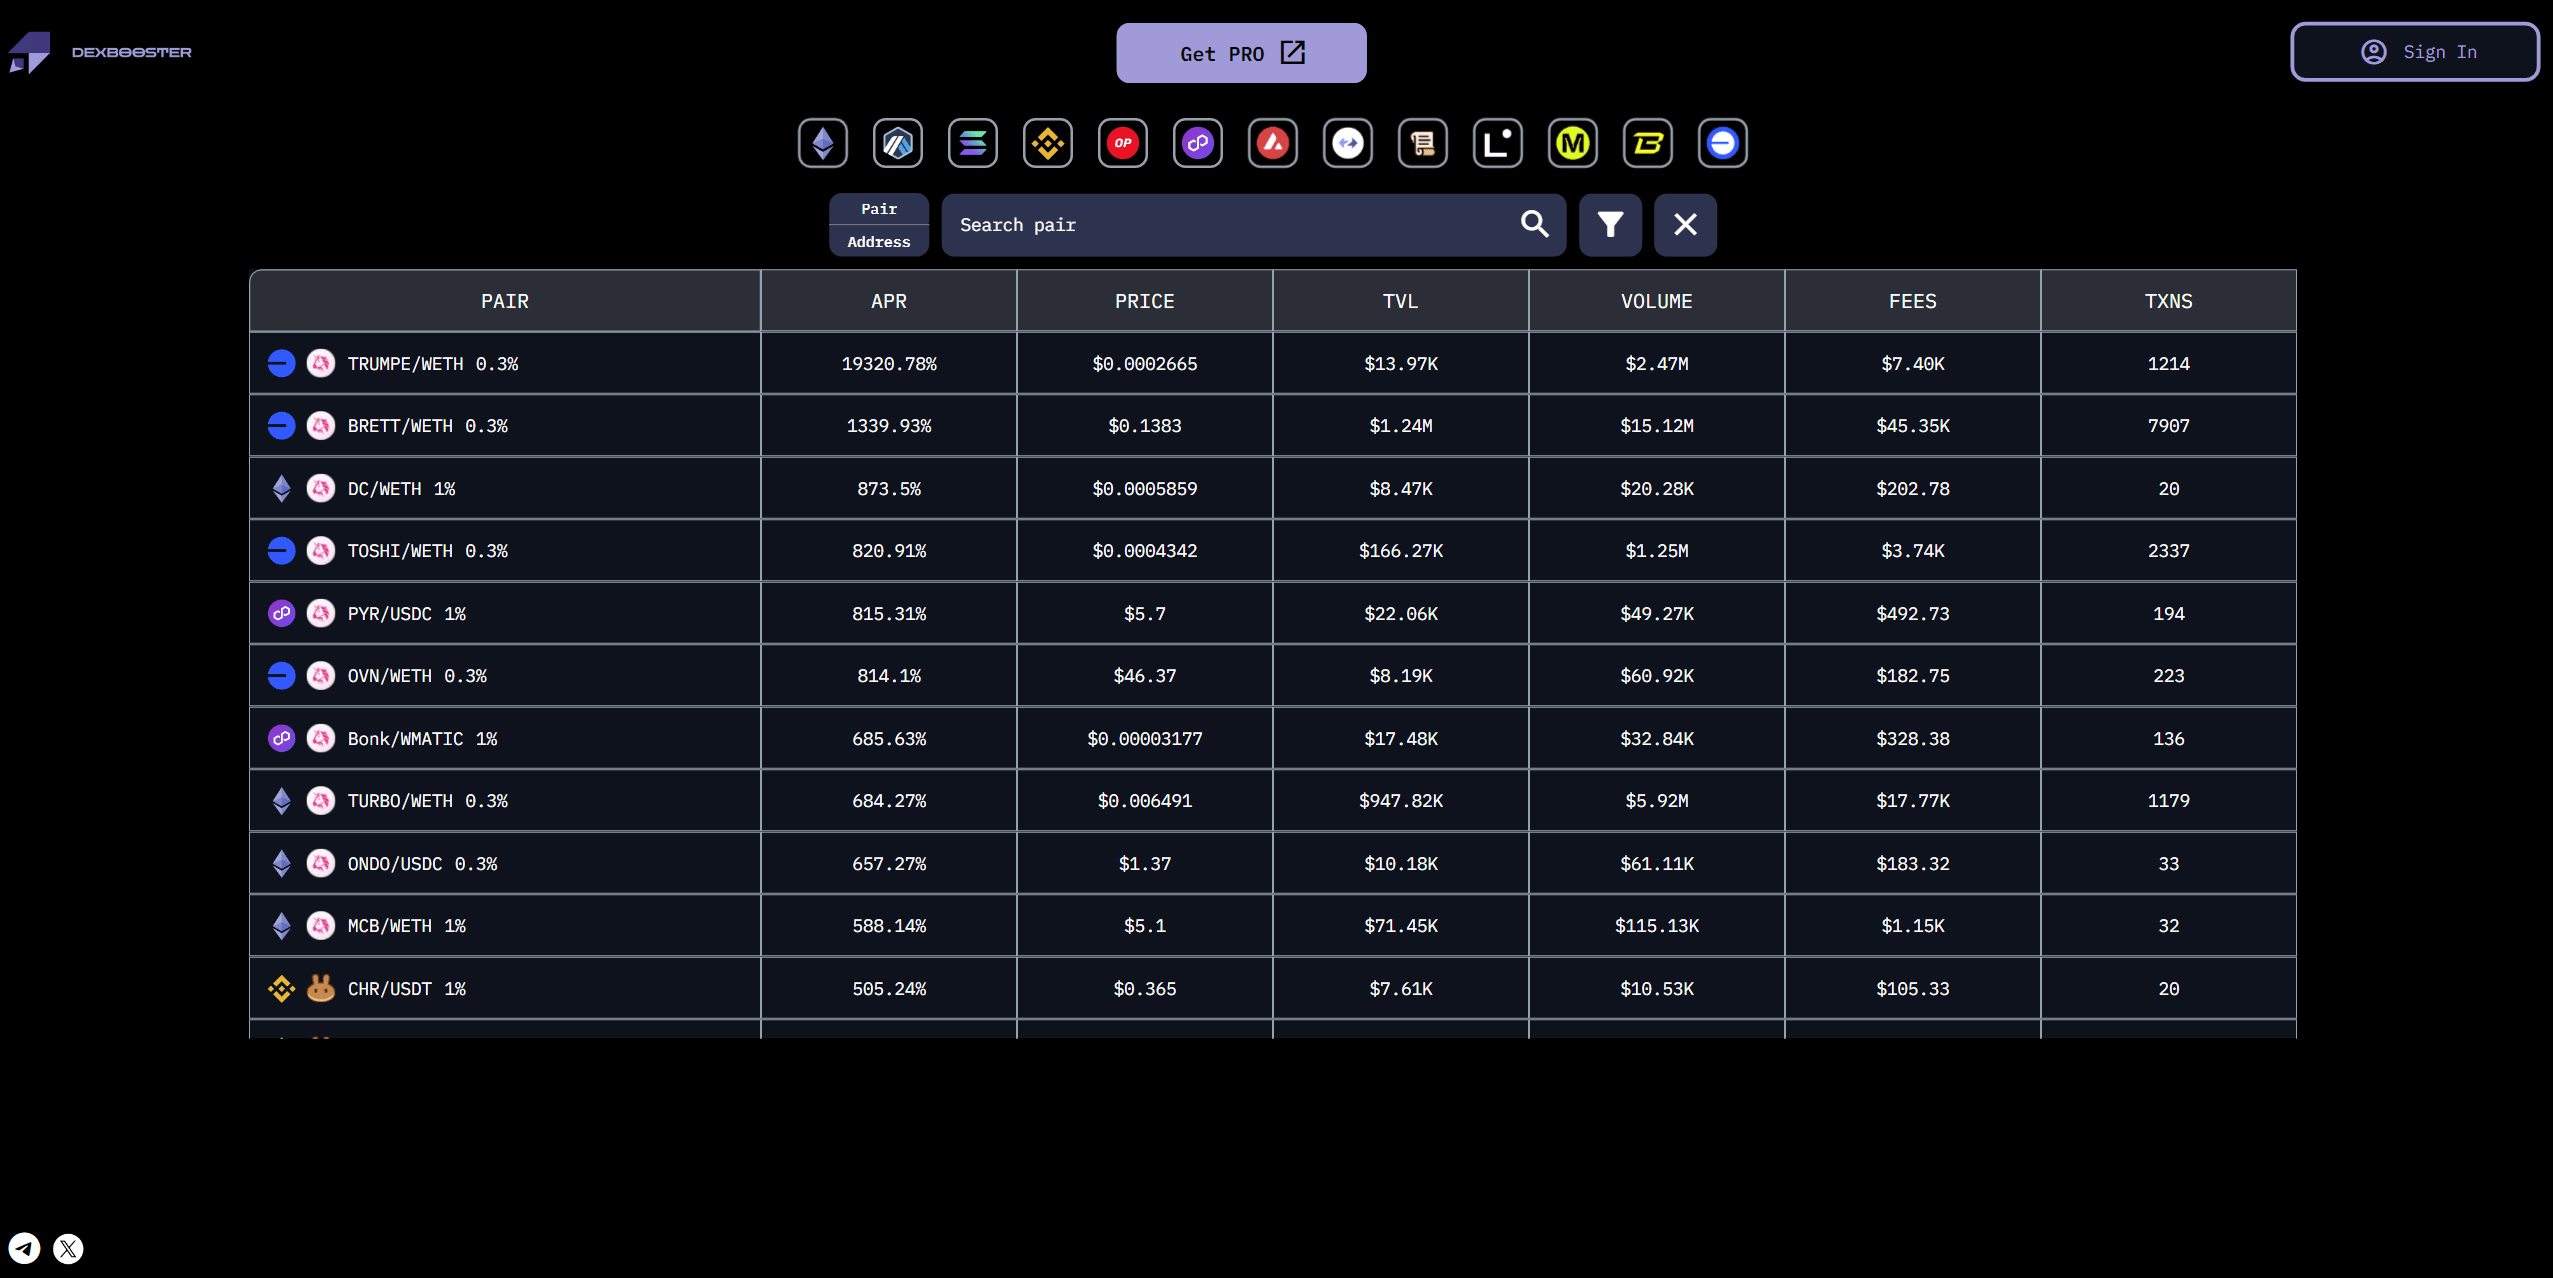 DEXBOOSTER
Get PRO
Sign In
OP
Pair
Address
Search pair
PAIR APR PRICE TVL VOLUME FEES TXNS
TRUMPE/WETH 0.3% 19320.78% $0.0002665 $13.97K $2.47M $7.40K 1214
BRETT/WETH 0.3% 1339.93% $0.1383 $1.24M $15.12M $45.35K 7907
DC/WETH 1% 873.5% $0.0005859 $8.47K $20.28K $202.78 20
TOSHI/WETH 0.3% 820.91% $0.0004342 $166.27K $1.25M $3.74K 2337
PYR/USDC 1% 815.31% $5.7 $22.06K $49.27K $492.73 194
OVN/WETH 0.3% 814.1% $46.37 $8.19K $60.92K $182.75 223
Bonk/WMATIC 1% 685.63% $0.00003177 $17.48K $32.84K $328.38 136
TURBO/WETH 0.3% 684.27% $0.006491 $947.82K $5.92M $17.77K 1179
ONDO/USDC 0.3% 657.27% $1.37 $10.18K $61.11K $183.32 33
MCB/WETH 1% 588.14% $5.1 $71.45K $115.13K $1.15K 32
CHR/USDT 1% 505.24% $0.365 $7.61K $10.53K $105.33 20